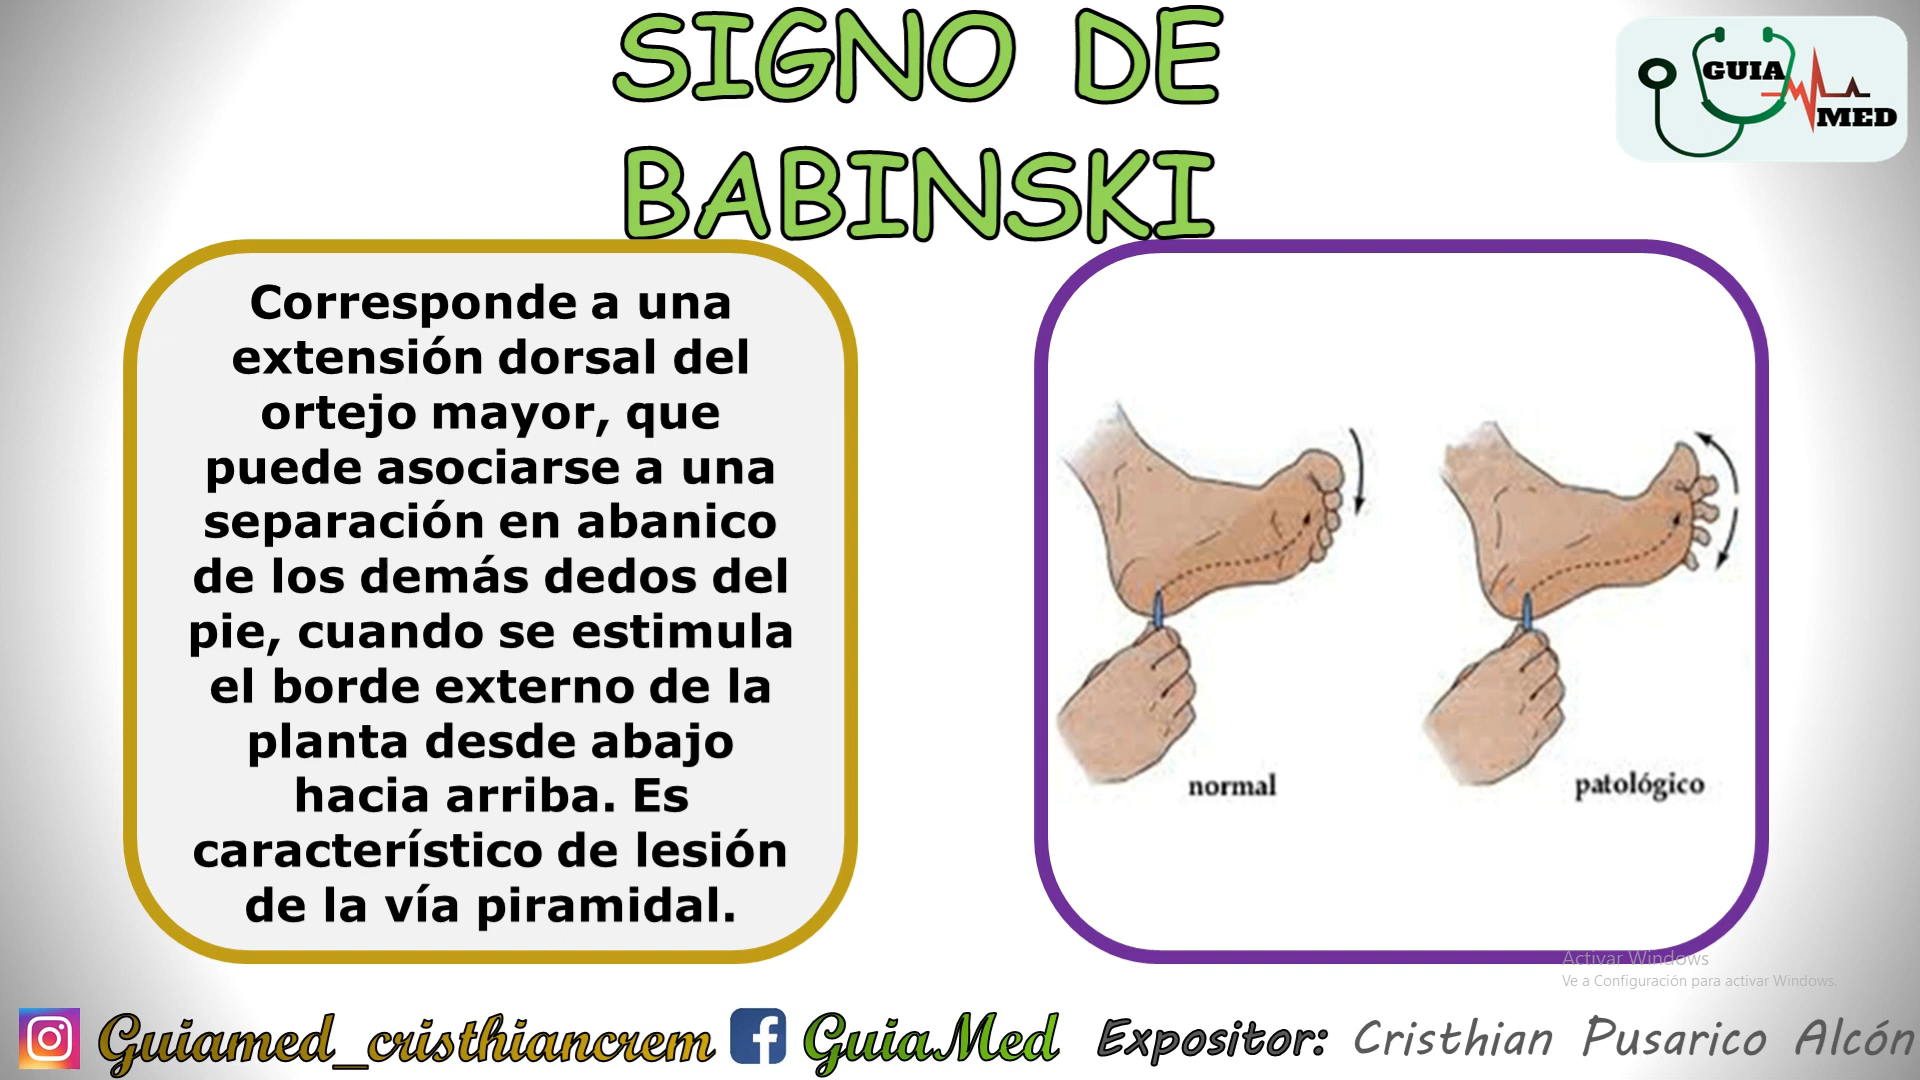 SIGNO DE
BABINSKI
GUIA
MED
Corresponde a una
extensión dorsal del
ortejo mayor, que
puede asociarse a una
separación en abanico
de los demás dedos del
pie, cuando se estimula
el borde externo de la
planta desde abajo
hacia arriba. Es
característico de lesión
de la vía piramidal.
normal
patológico
Activar Windows
Ve a Configuración para activar Windows.
Guiamed_cristhiancrem
GuiaMed
Expositor: Cristhian Pusarico Alcón